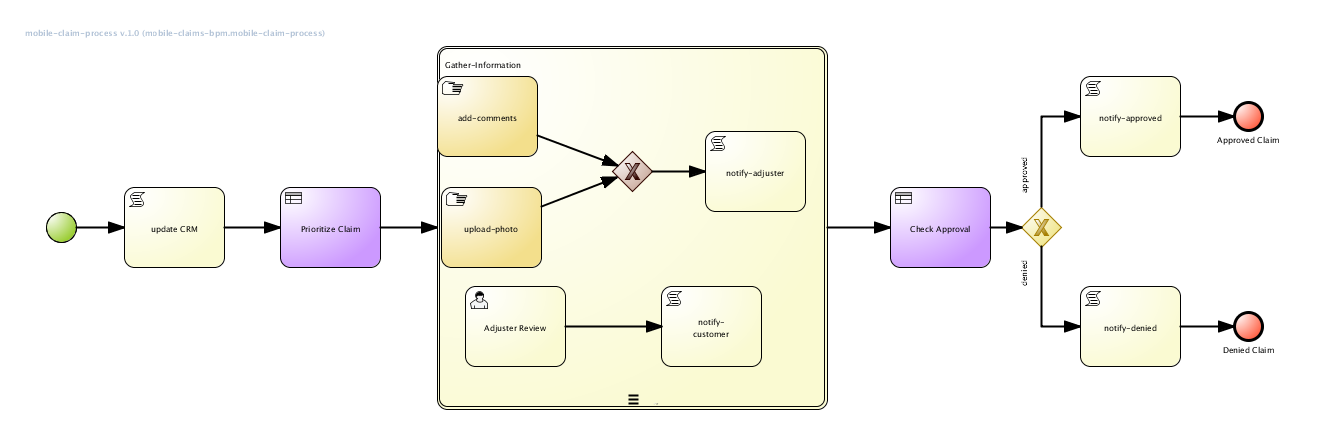 mobile-claim-process v.1.0 (mobile-claims-bpm.mobile-claim-process)
Gather-Information
add-comments
notify-approved
Approved Claim
notify-adjuster
approved
update CRM
Prioritize Claim
upload-photo
Check Approval
denied
Adjuster Review
notify-
customer
notify-denied
Denied Claim